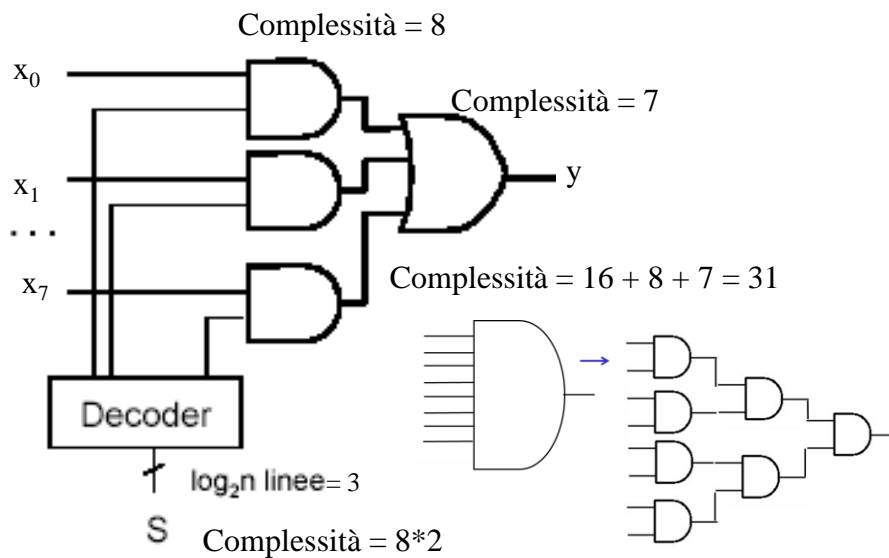 Complessità = 8
x0
Complessità = 7
x1
y
. . .
x7
Complessità = 16 + 8 + 7 = 31
Decoder
log2n linee= 3
S
Complessità = 8*2